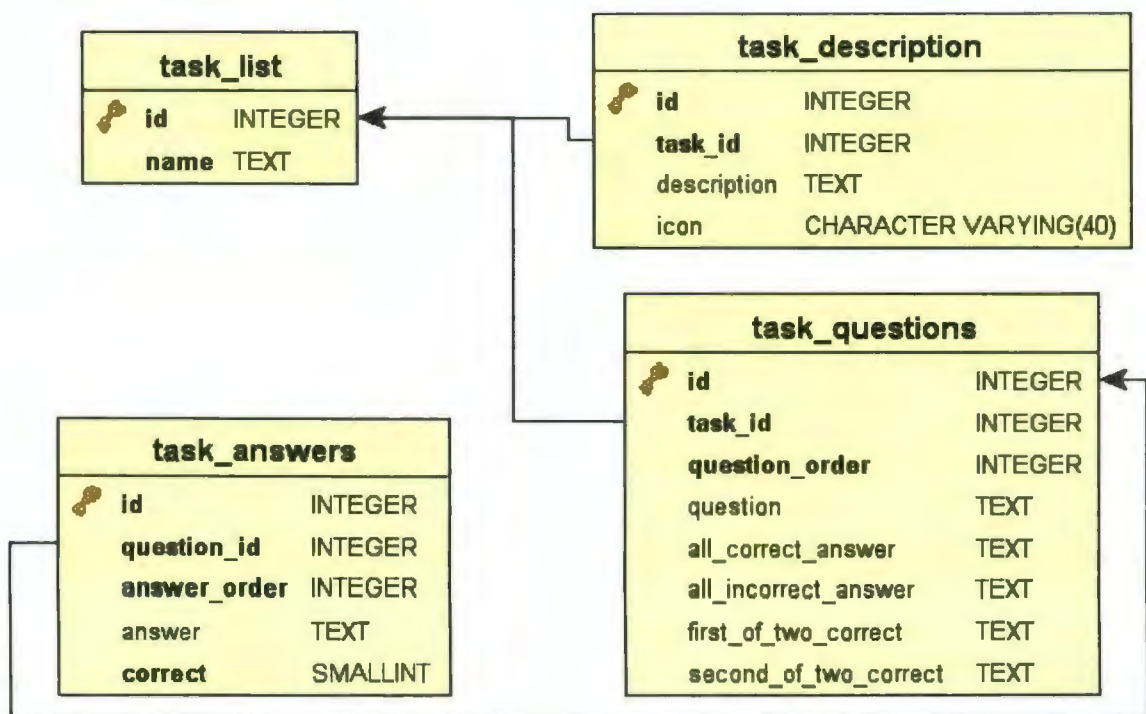 task_list
id INTEGER
name TEXT
task_description
id INTEGER
task_id INTEGER
description TEXT
icon CHARACTER VARYING(40)
task_questions
id INTEGER
task_id INTEGER
question_order INTEGER
question TEXT
all_correct_answer TEXT
all_incorrect_answer TEXT
first_of_two_correct TEXT
second_of_two_correct TEXT
task_answers
id INTEGER
question_id INTEGER
answer_order INTEGER
answer TEXT
correct SMALLINT